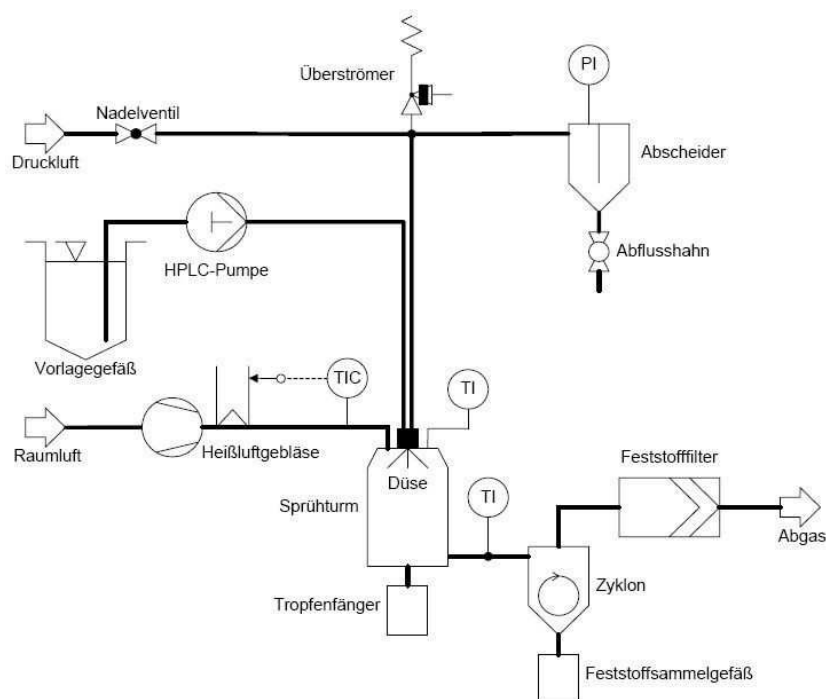 Überströmer
PI
Nadelventil
Druckluft
Abscheider
HPLC-Pumpe
Abflusshahn
Vorlagegefäß
TIC
TI
Raumluft
Heißluftgebläse
Düse
Sprühturm
TI
Feststofffilter
Abgas
Tropfenfänger
Zyklon
Feststoffsammelgefäß